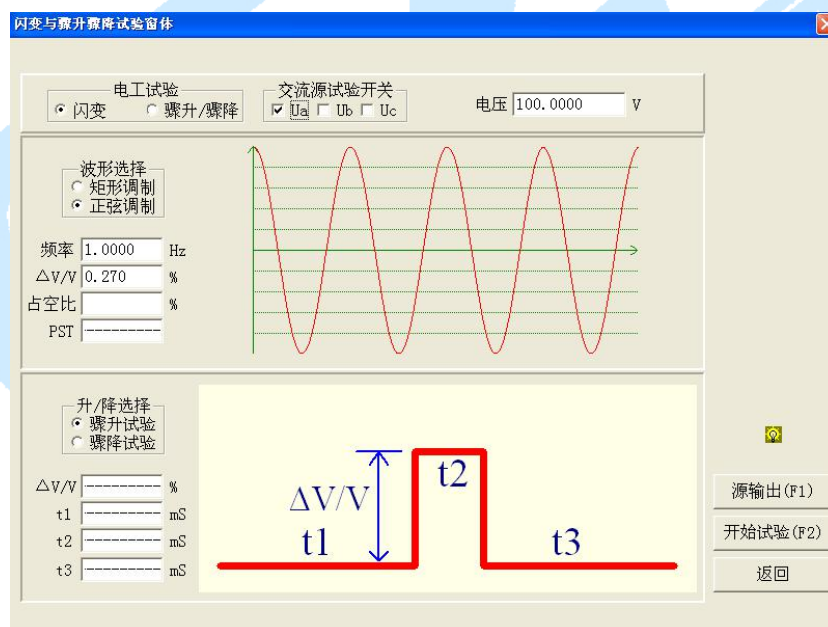 闪变与骤升骤降试验窗体
电工试验
闪变 骤升/骤降
交流源试验开关
Ua Ub Uc
电压 100.0000 V
波形选择
矩形调制
正弦调制
频率 1.0000 Hz
△V/V 0.270 %
占空比 %
PST ---------
升/降选择
骤升试验
骤降试验
△V/V --------- %
t1 --------- mS
t2 --------- mS
t3 --------- mS
ΔV/V
t1
t2
t3
源输出(F1)
开始试验(F2)
返回